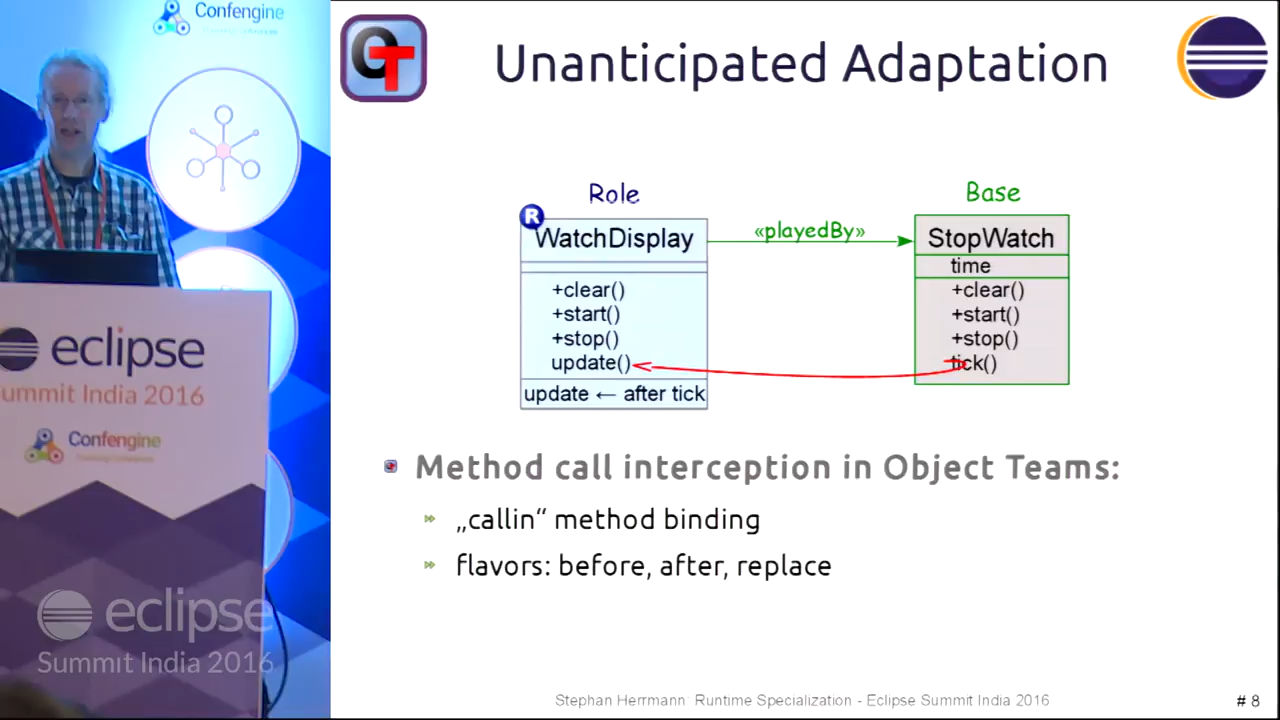 Confengine
eclipse
ummit India 2016
Confengine
eclipse
Summit India 2016
OT
Unanticipated Adaptation
Role
Base
R
WatchDisplay
«playedBy»
StopWatch
time
+clear()
+start()
+stop()
update()
+clear()
+start()
+stop()
tick()
update ← after tick
Method call interception in Object Teams:
„callin“ method binding
flavors: before, after, replace
Stephan Herrmann: Runtime Specialization - Eclipse Summit India 2016
# 8